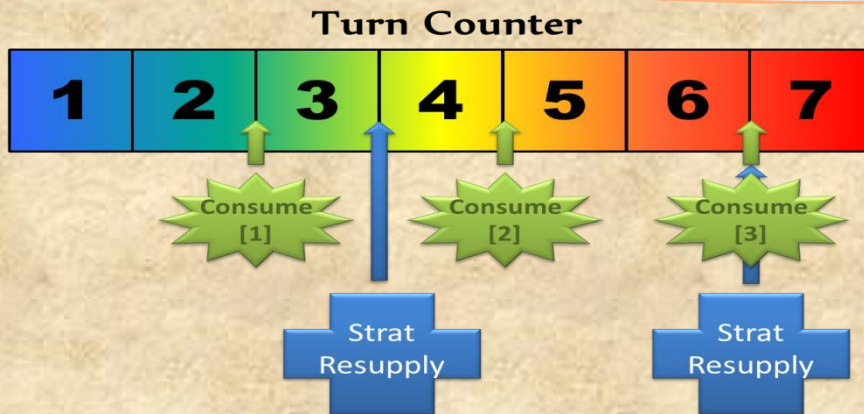 Turn Counter
1 2 3 4 5 6 7
Consume
[1]
Consume
[2]
Consume
[3]
Strat
Resupply
Strat
Resupply